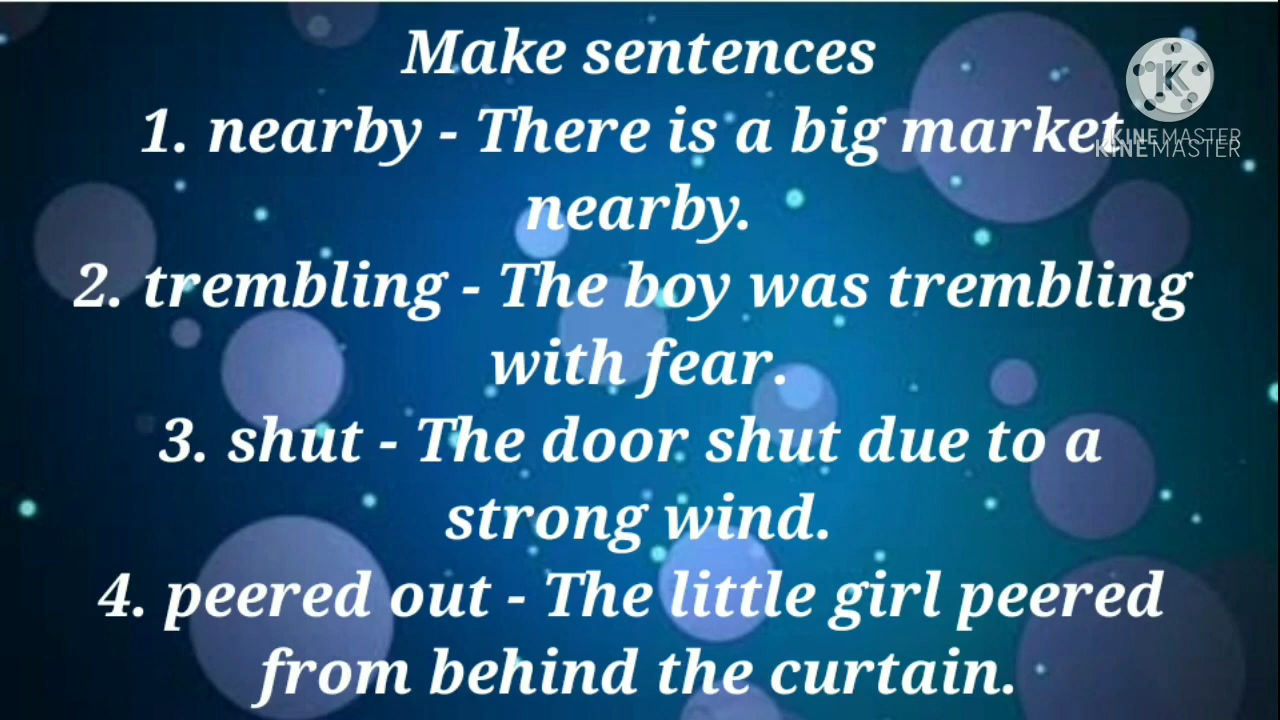 Make sentences
1. nearby - There is a big market
nearby.
2. trembling - The boy was trembling
with fear.
3. shut - The door shut due to a
strong wind.
4. peered out - The little girl peered
from behind the curtain.
K
KINEMASTER
KINEMASTER